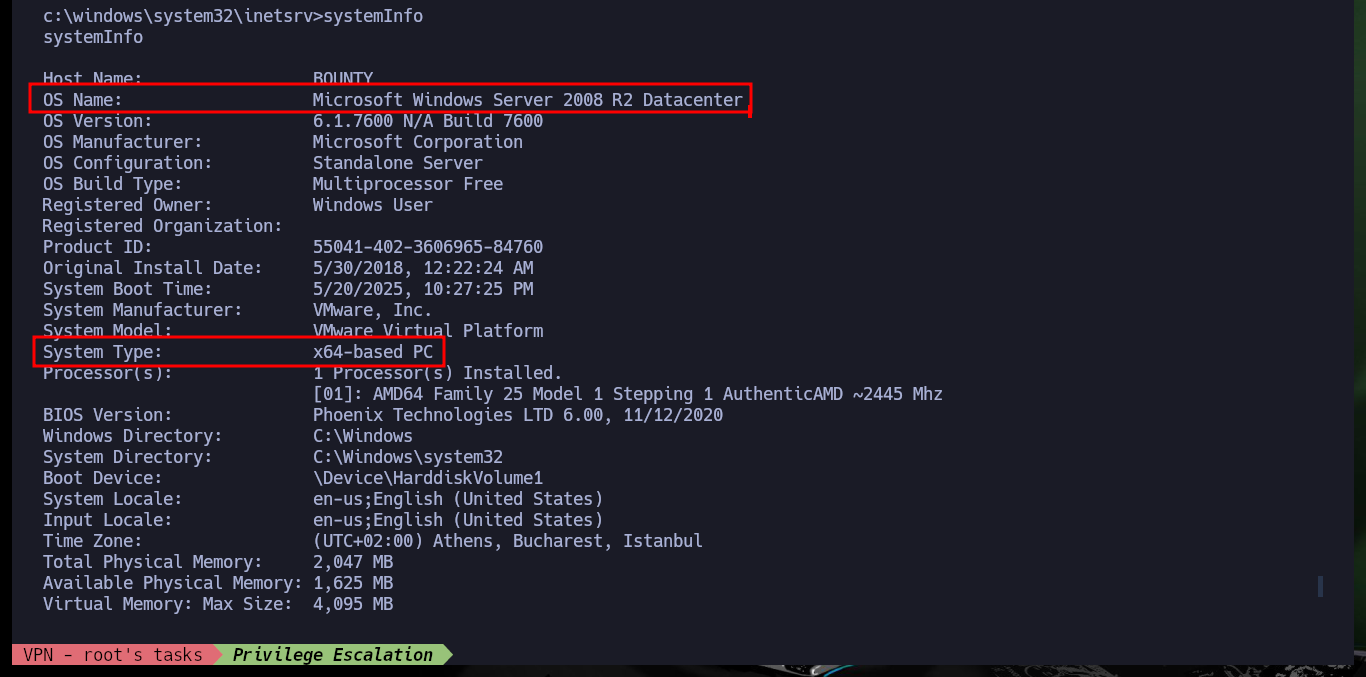 c:\windows\system32\inetsrv>systemInfo
systemInfo
Host Name: BOUNTY
OS Name: Microsoft Windows Server 2008 R2 Datacenter
OS Version: 6.1.7600 N/A Build 7600
OS Manufacturer: Microsoft Corporation
OS Configuration: Standalone Server
OS Build Type: Multiprocessor Free
Registered Owner: Windows User
Registered Organization:
Product ID: 55041-402-3606965-84760
Original Install Date: 5/30/2018, 12:22:24 AM
System Boot Time: 5/20/2025, 10:27:25 PM
System Manufacturer: VMware, Inc.
System Model: VMware Virtual Platform
System Type: x64-based PC
Processor(s): 1 Processor(s) Installed.
[01]: AMD64 Family 25 Model 1 Stepping 1 AuthenticAMD ~2445 Mhz
BIOS Version: Phoenix Technologies LTD 6.00, 11/12/2020
Windows Directory: C:\Windows
System Directory: C:\Windows\system32
Boot Device: \Device\HarddiskVolume1
System Locale: en-us;English (United States)
Input Locale: en-us;English (United States)
Time Zone: (UTC+02:00) Athens, Bucharest, Istanbul
Total Physical Memory: 2,047 MB
Available Physical Memory: 1,625 MB
Virtual Memory: Max Size: 4,095 MB
VPN - root's tasks Privilege Escalation